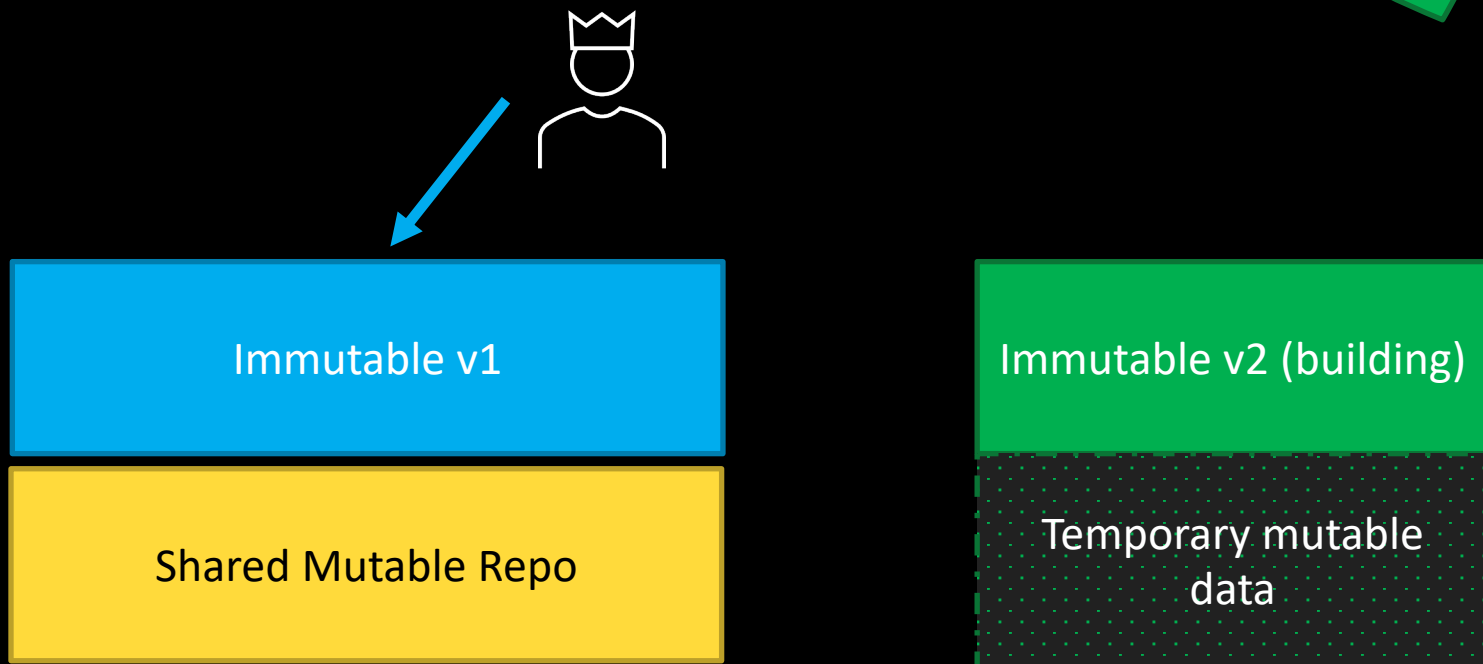 Immutable v1
Immutable v2 (building)
Shared Mutable Repo
Temporary mutable
data